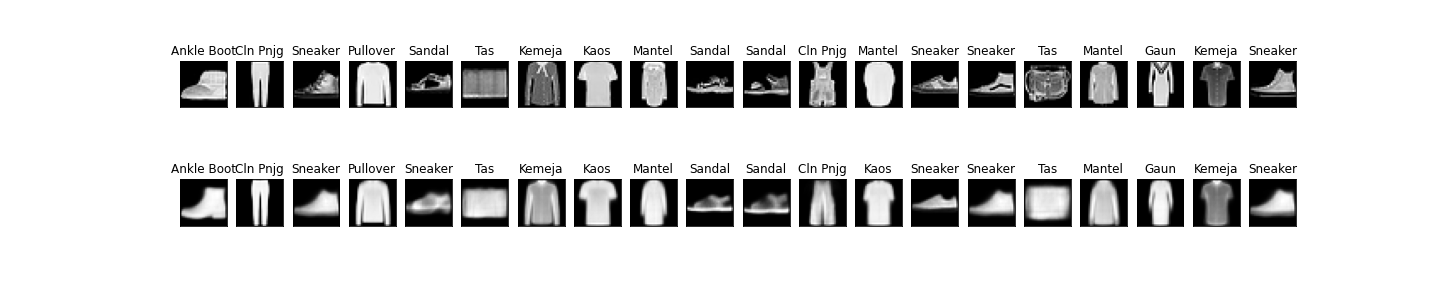 Ankle Boot Cln Pnjg Sneaker Pullover Sandal Tas Kemeja Kaos Mantel Sandal Sandal Cln Pnjg Mantel Sneaker Sneaker Tas Mantel Gaun Kemeja Sneaker
Ankle Boot Cln Pnjg Sneaker Pullover Sneaker Tas Kemeja Kaos Mantel Sandal Sandal Cln Pnjg Kaos Sneaker Sneaker Tas Mantel Gaun Kemeja Sneaker